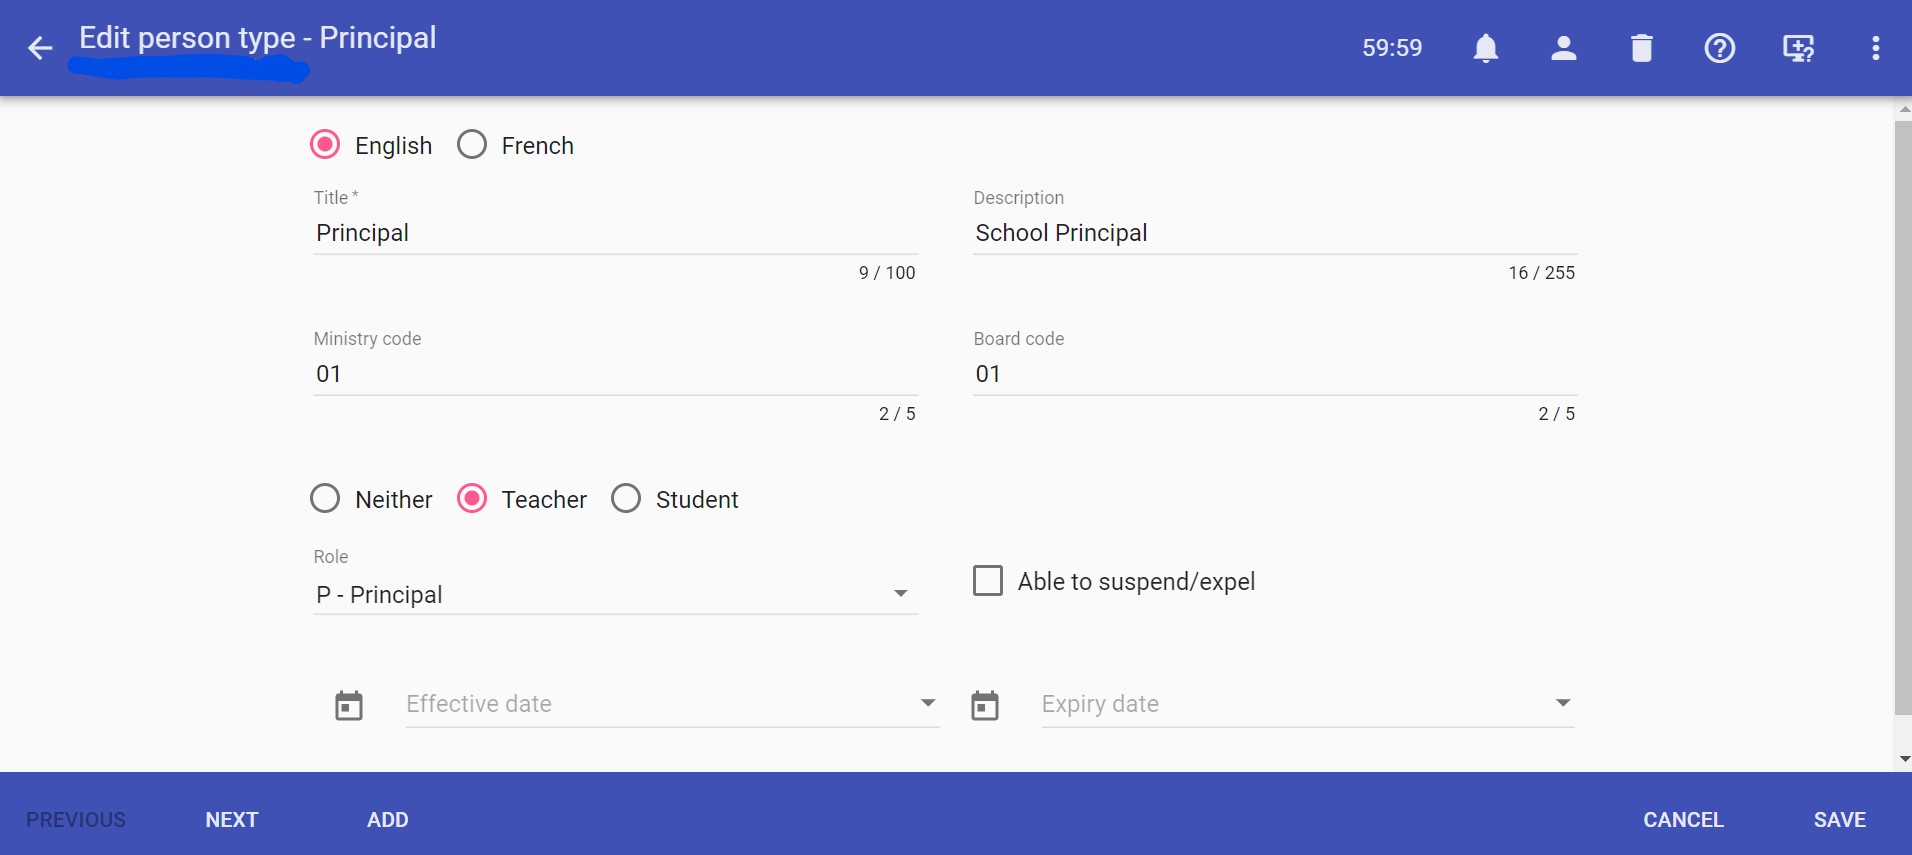 Edit person type - Principal
59:59
English French
Title *
Description
Principal
School Principal
9 / 100
16 / 255
Ministry code
Board code
01
01
2 / 5
2 / 5
Neither Teacher Student
Role
P - Principal
Able to suspend/expel
Effective date
Expiry date
PREVIOUS NEXT ADD CANCEL SAVE